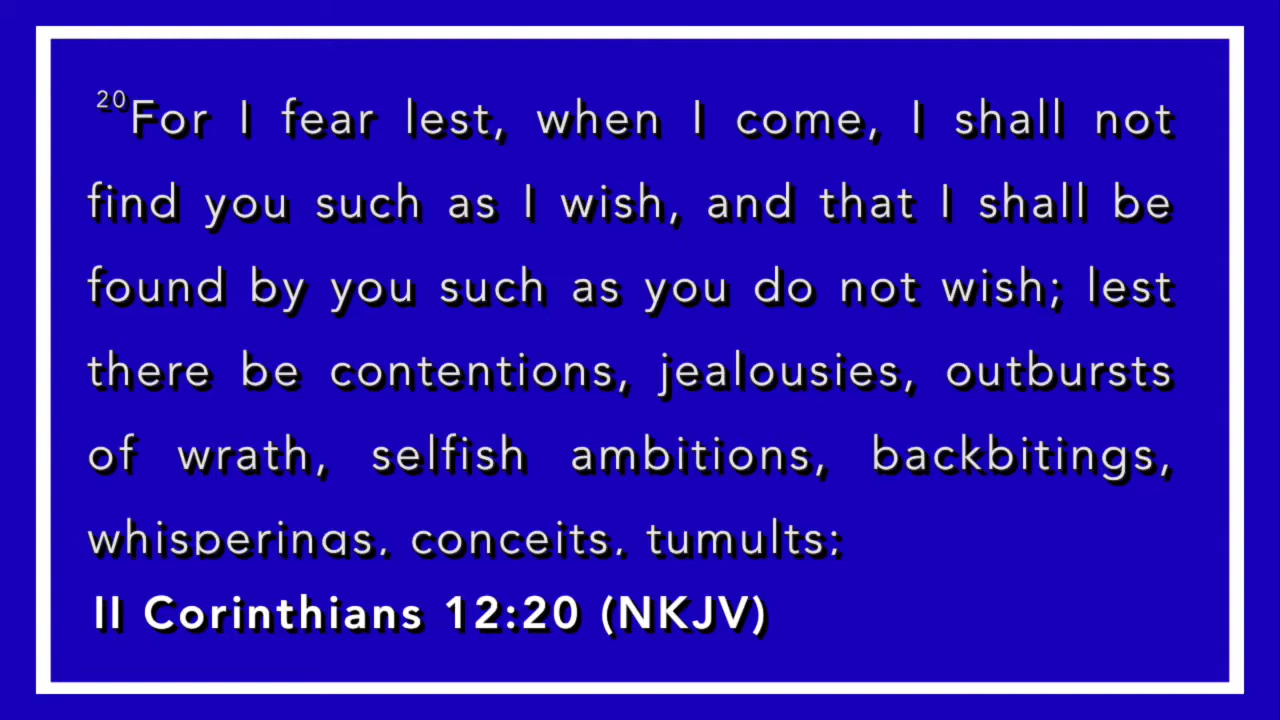 20For I fear lest, when I come, I shall not
find you such as I wish, and that I shall be
found by you such as you do not wish; lest
there be contentions, jealousies, outbursts
of wrath, selfish ambitions, backbitings,
whisperings, conceits, tumults;
II Corinthians 12:20 (NKJV)